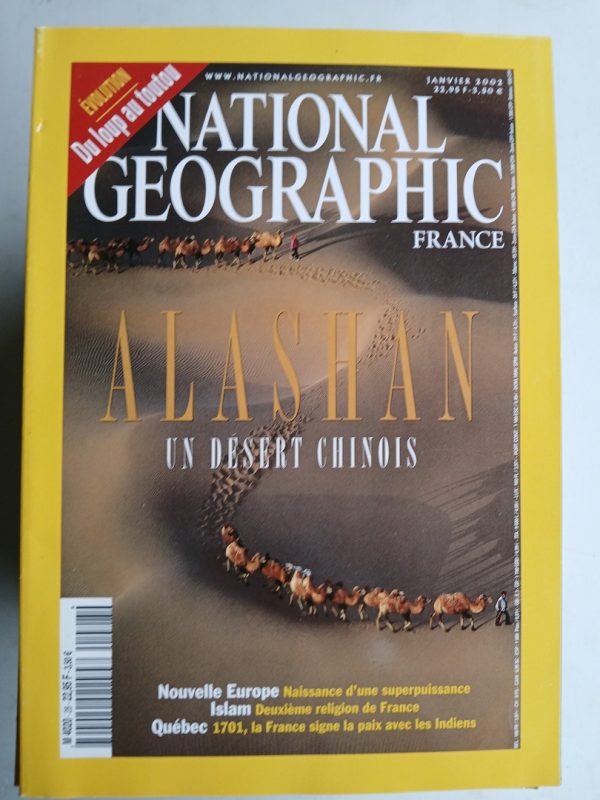 ÉVOLUTION
Du loup au toutou
WWW.NATIONALGEOGRAPHIC.FR
JANVIER 2002
22,95 F - 3,50 €
NATIONAL
GEOGRAPHIC
FRANCE
ALASHAN
UN DÉSERT CHINOIS
Nouvelle Europe Naissance d'une superpuissance
Islam Deuxième religion de France
Québec 1701, la France signe la paix avec les Indiens